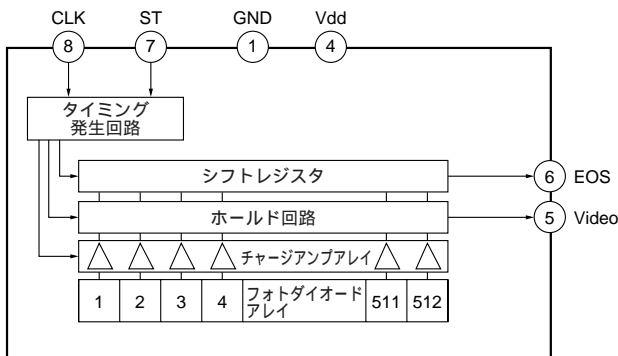 CLK ST GND Vdd
8 7 1 4
タイミング
発生回路
シフトレジスタ 6 EOS
ホールド回路 5 Video
チャージアンプアレイ
1 2 3 4 フォトダイオード 511 512
アレイ